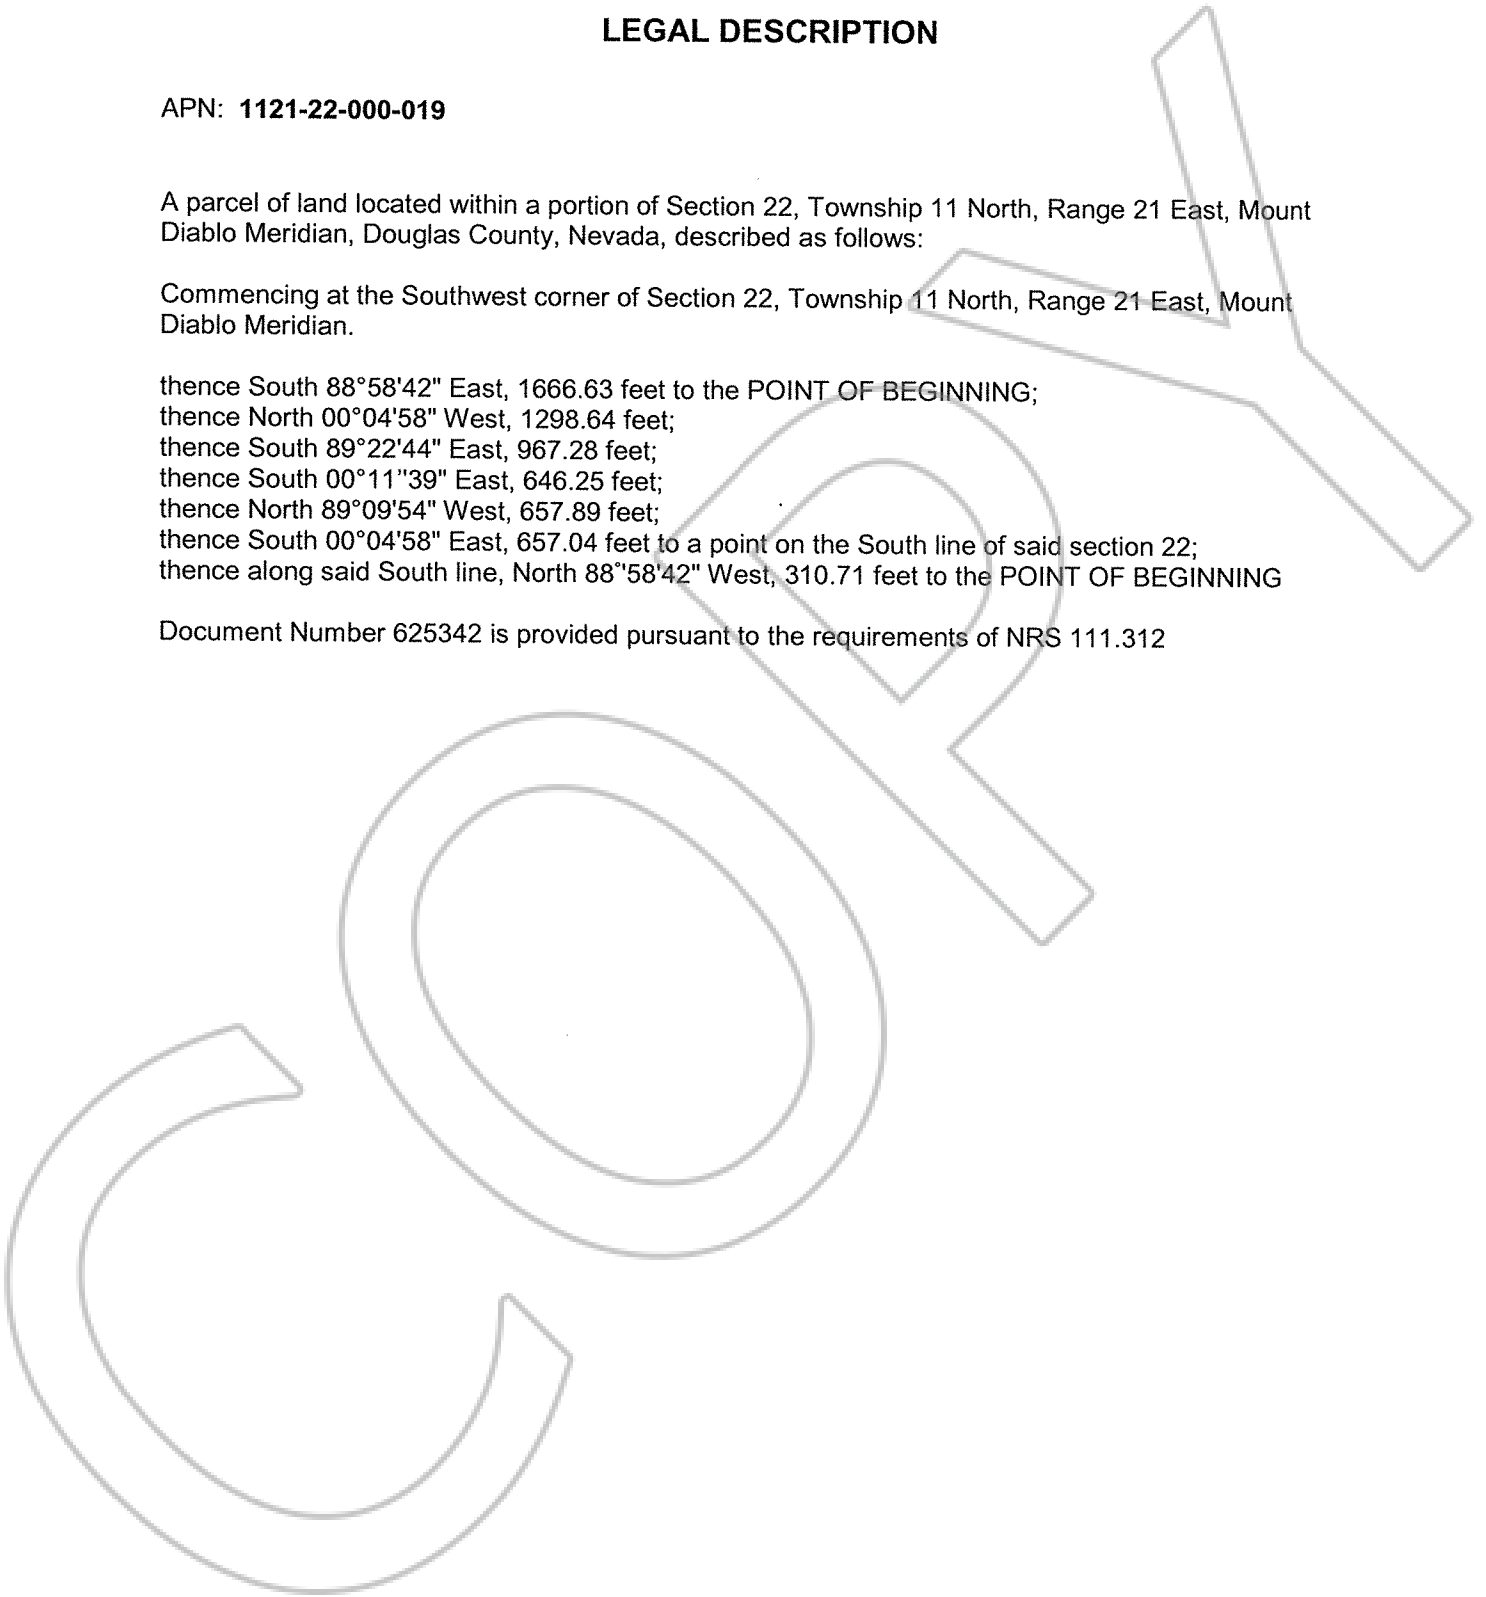 LEGAL DESCRIPTION
APN: 1121-22-000-019
A parcel of land located within a portion of Section 22, Township 11 North, Range 21 East, Mount
Diablo Meridian, Douglas County, Nevada, described as follows:
Commencing at the Southwest corner of Section 22, Township 11 North, Range 21 East, Mount
Diablo Meridian.
thence South 88°58'42" East, 1666.63 feet to the POINT OF BEGINNING;
thence North 00°04'58" West, 1298.64 feet;
thence South 89°22'44" East, 967.28 feet;
thence South 00°11"39" East, 646.25 feet;
thence North 89°09'54" West, 657.89 feet;
thence South 00°04'58" East, 657.04 feet to a point on the South line of said section 22;
thence along said South line, North 88°'58'42" West, 310.71 feet to the POINT OF BEGINNING
Document Number 625342 is provided pursuant to the requirements of NRS 111.312
COPY